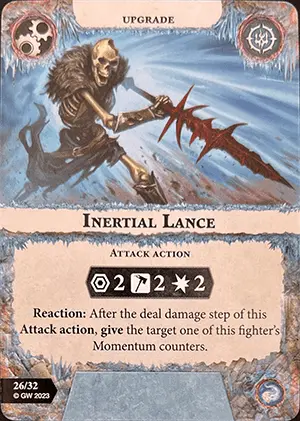 UPGRADE
INERTIAL LANCE
ATTACK ACTION
2 2 2
Reaction: After the deal damage step of this
Attack action, give the target one of this fighter's
Momentum counters.
26/32
© GW 2023